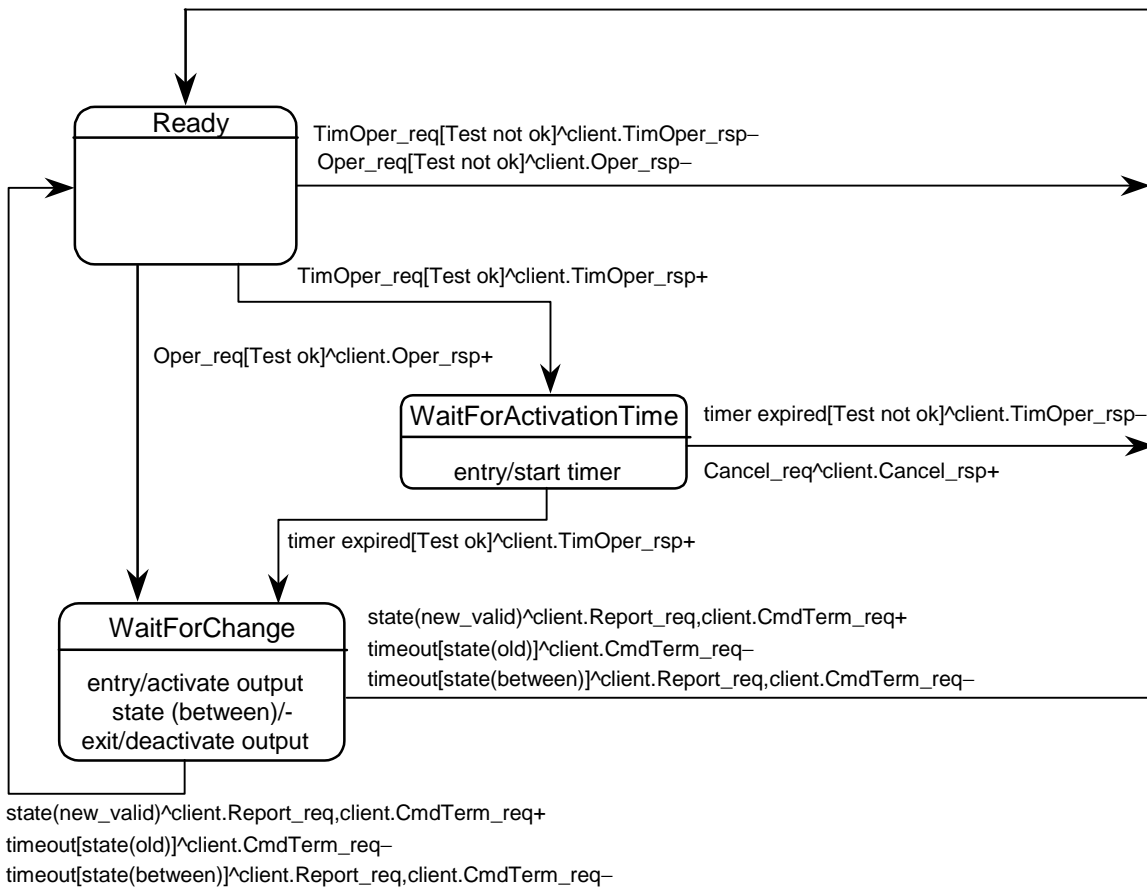 Ready
TimOper_req[Test not ok]^client.TimOper_rsp–
Oper_req[Test not ok]^client.Oper_rsp–
TimOper_req[Test ok]^client.TimOper_rsp+
Oper_req[Test ok]^client.Oper_rsp+
WaitForActivationTime
entry/start timer
timer expired[Test not ok]^client.TimOper_rsp–
Cancel_req^client.Cancel_rsp+
timer expired[Test ok]^client.TimOper_rsp+
WaitForChange
entry/activate output
state (between)/-
exit/deactivate output
state(new_valid)^client.Report_req,client.CmdTerm_req+
timeout[state(old)]^client.CmdTerm_req–
timeout[state(between)]^client.Report_req,client.CmdTerm_req–
state(new_valid)^client.Report_req,client.CmdTerm_req+
timeout[state(old)]^client.CmdTerm_req–
timeout[state(between)]^client.Report_req,client.CmdTerm_req–